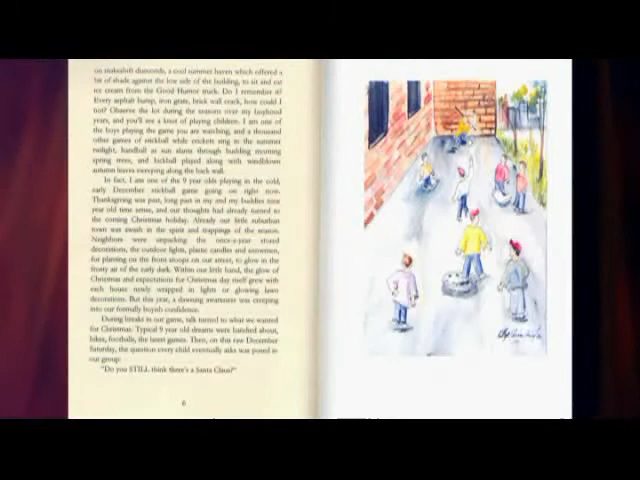 on makeshift diamonds, a cool summer haven which offered a
bit of shade against the low side of the building, to sit and eat
ice cream from the Good Humor truck. Do I remember it?
Every asphalt bump, iron grate, brick wall crack, how could I
not? Observe the lot during the seasons over my boyhood
years, and you'll see a knot of playing children. I am one of
the boys playing the game you are watching, and a thousand
other games of stickball while crickets sing in the summer
twilight, handball as sun slants through budding morning
spring trees, and kickball played along with windblown
autumn leaves sweeping along the back wall.
In fact, I am one of the 9 year olds playing in the cold,
early December stickball game going on right now.
Thanksgiving was past, long past in my and my buddies nine
year old time sense, and our thoughts had already turned to
the coming Christmas holiday. Already our little suburban
town was awash in the spirit and trappings of the season.
Neighbors were unpacking the once-a-year stored
decorations, the outdoor lights, plastic candles and snowmen,
for planting on the front stoops on our street, to glow in the
frosty air of the early dark. Within our little band, the glow of
Christmas and expectations for Christmas day itself grew with
each house newly wrapped in lights or glowing lawn
decorations. But this year, a dawning awareness was creeping
into our formally boyish confidence.
During breaks in our game, talk turned to what we wanted
for Christmas. Typical 9 year old dreams were bandied about,
bikes, footballs, the latest games. Then, on this raw December
Saturday, the question every child eventually asks was posed to
our group:
"Do you STILL think there's a Santa Claus?"
6